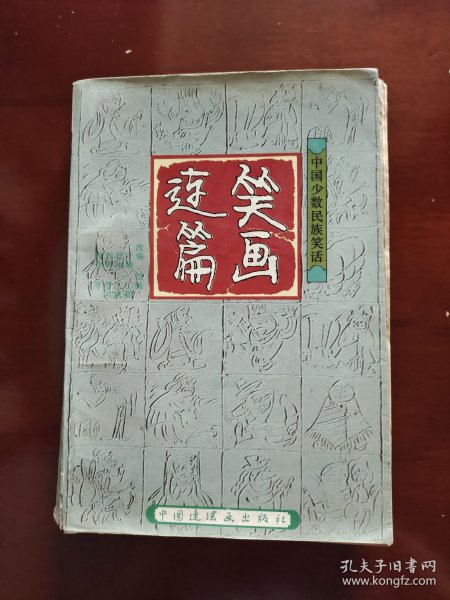 笑画
连篇
中国少数民族笑话
中国连环画出版社
孔夫子旧书网
www.kongfz.com